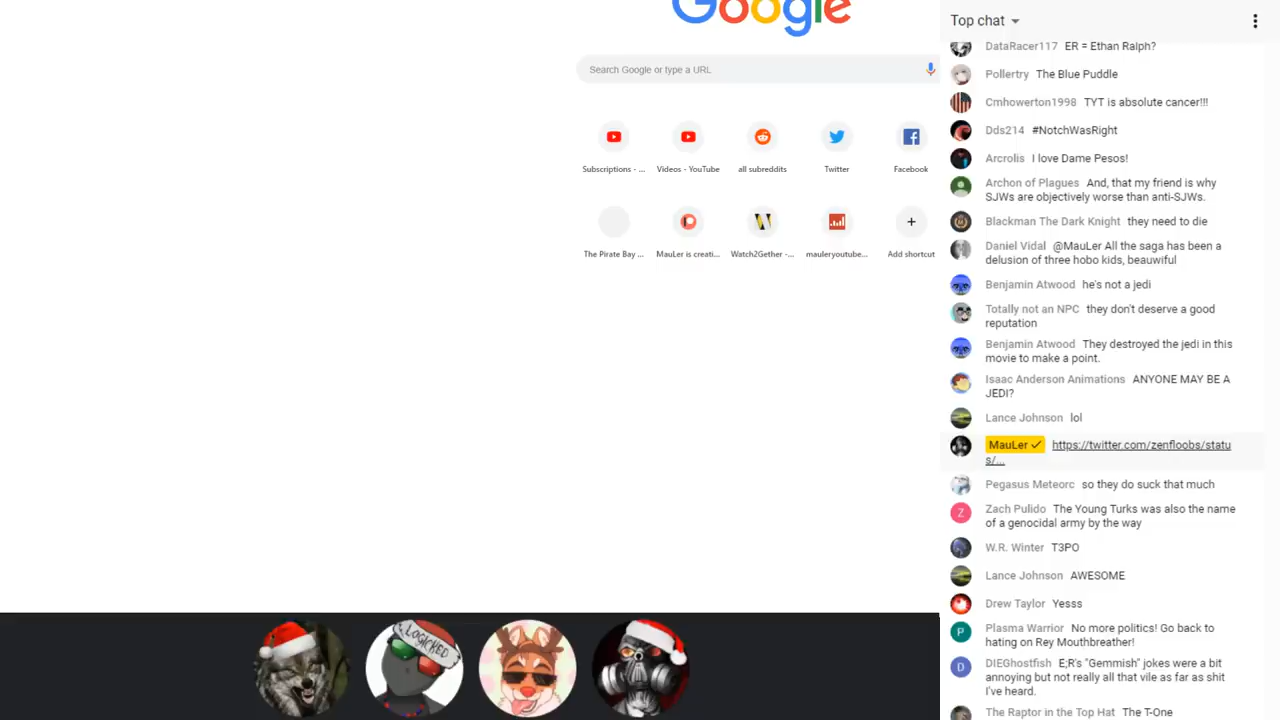 Google
Search Google or type a URL
Subscriptions - ...
Videos - YouTube
all subreddits
Twitter
Facebook
The Pirate Bay ...
MauLer is creati...
Watch2Gether -...
mauleryoutube...
Add shortcut
LOGICKED
Top chat
DataRacer117 ER = Ethan Ralph?
Pollertry The Blue Puddle
Cmhowerton1998 TYT is absolute cancer!!!
Dds214 #NotchWasRight
Arcrolis I love Dame Pesos!
Archon of Plagues And, that my friend is why
SJWs are objectively worse than anti-SJWs.
Blackman The Dark Knight they need to die
Daniel Vidal @MauLer All the saga has been a
delusion of three hobo kids, beauwiful
Benjamin Atwood he's not a jedi
Totally not an NPC they don't deserve a good
reputation
Benjamin Atwood They destroyed the jedi in this
movie to make a point.
Isaac Anderson Animations ANYONE MAY BE A
JEDI?
Lance Johnson lol
MauLer https://twitter.com/zenfloobs/statu
s/...
Pegasus Meteorc so they do suck that much
Z
Zach Pulido The Young Turks was also the name
of a genocidal army by the way
W.R. Winter T3PO
Lance Johnson AWESOME
Drew Taylor Yesss
P
Plasma Warrior No more politics! Go back to
hating on Rey Mouthbreather!
D
DIEGhostfish E;R's "Gemmish" jokes were a bit
annoying but not really all that vile as far as shit
I've heard.
The Raptor in the Top Hat The T-One